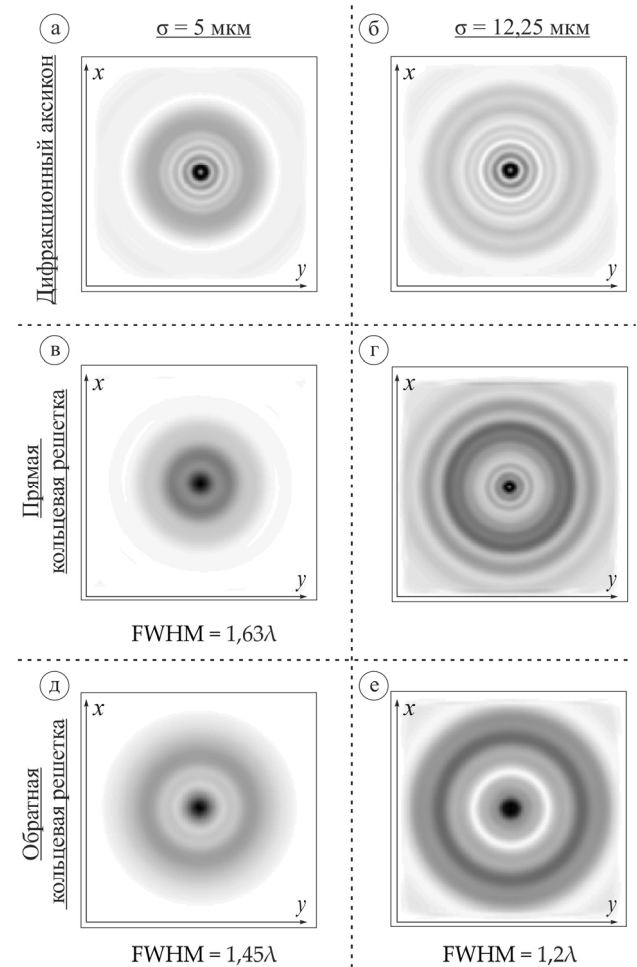 а
σ = 5 мкм
б
σ = 12,25 мкм
Дифракционный аксикон
x
y
x
y
в
г
Прямая
кольцевая решетка
x
y
x
y
FWHM = 1,63λ
д
е
Обратная
кольцевая решетка
x
y
x
y
FWHM = 1,45λ
FWHM = 1,2λ